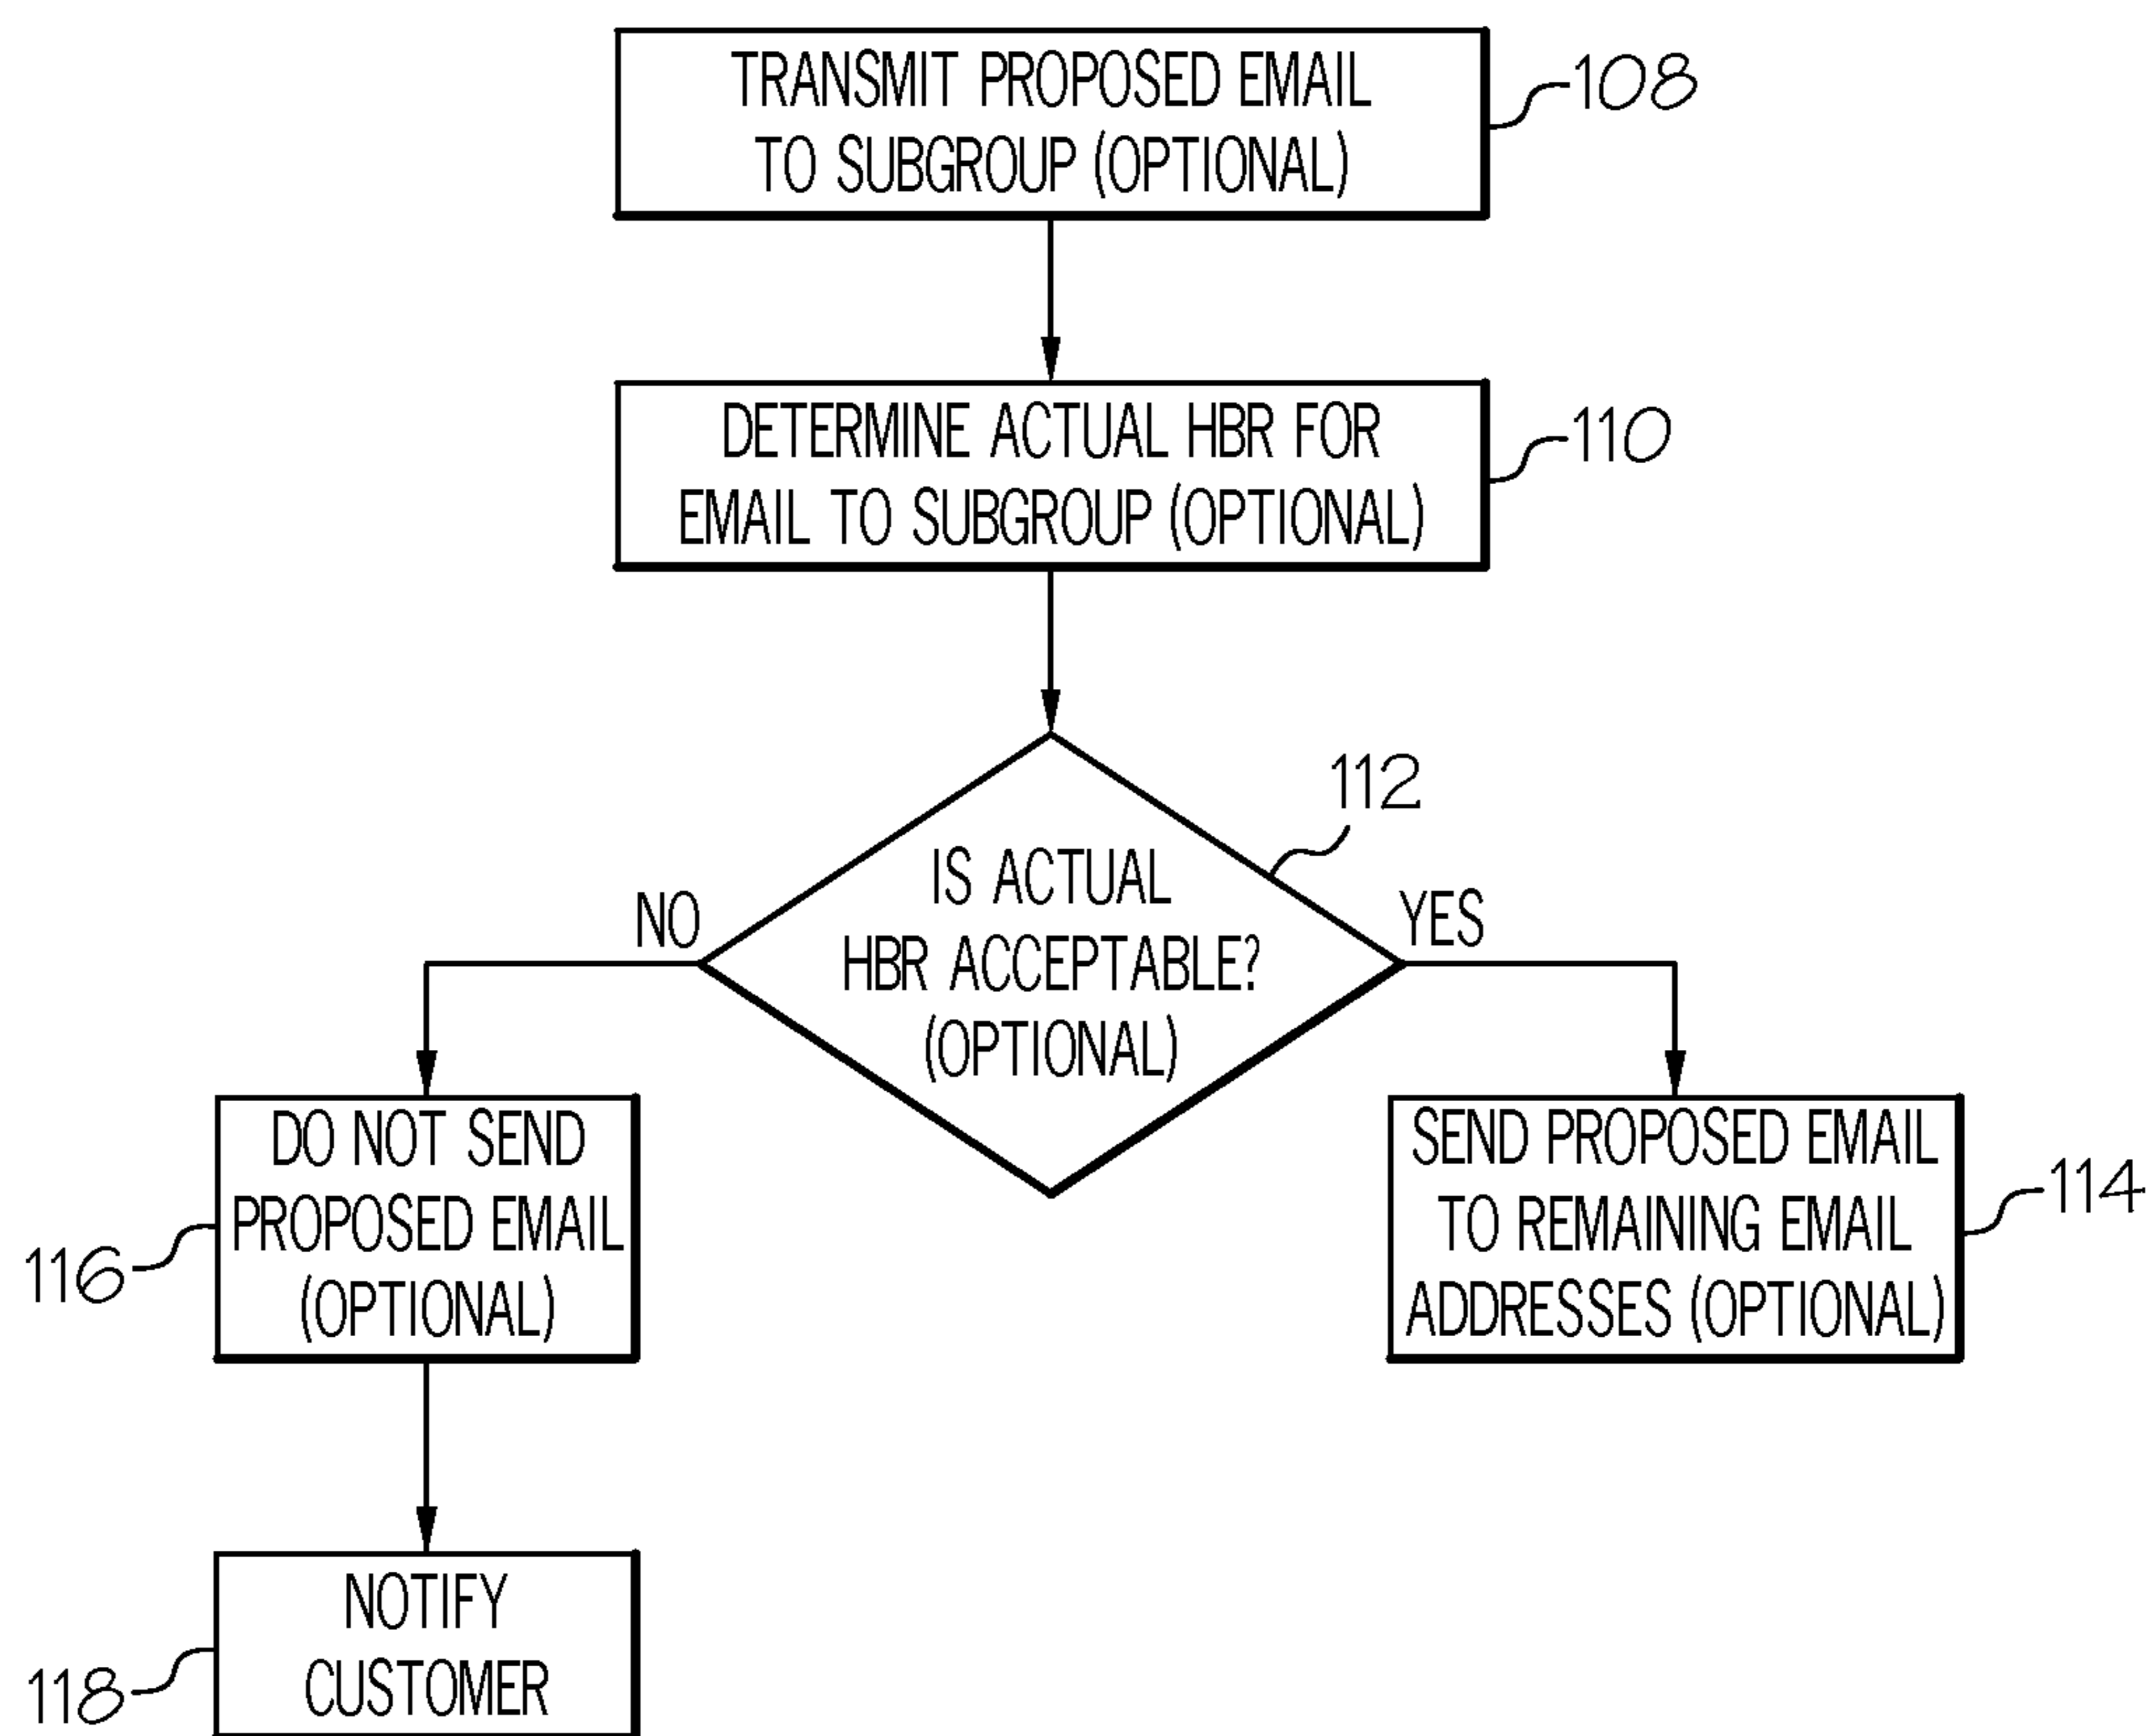 TRANSMIT PROPOSED EMAIL
TO SUBGROUP (OPTIONAL)
108
DETERMINE ACTUAL HBR FOR
EMAIL TO SUBGROUP (OPTIONAL)
110
112
IS ACTUAL
HBR ACCEPTABLE?
(OPTIONAL)
NO
YES
DO NOT SEND
PROPOSED EMAIL
(OPTIONAL)
116
SEND PROPOSED EMAIL
TO REMAINING EMAIL
ADDRESSES (OPTIONAL)
114
NOTIFY
CUSTOMER
118